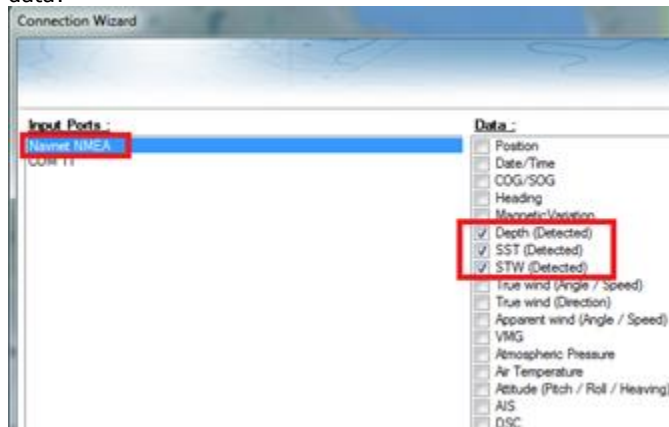 data:
Connection Wizard
Input Ports :
Navnet NMEA
COM 11
Data :
Position
Date/Time
COG/SOG
Heading
Magnetic Variation
Depth (Detected)
SST (Detected)
STW (Detected)
True wind (Angle / Speed)
True wind (Direction)
Apparent wind (Angle / Speed)
VMG
Atmospheric Pressure
Air Temperature
Attitude (Pitch / Roll / Heaving)
AIS
DSC